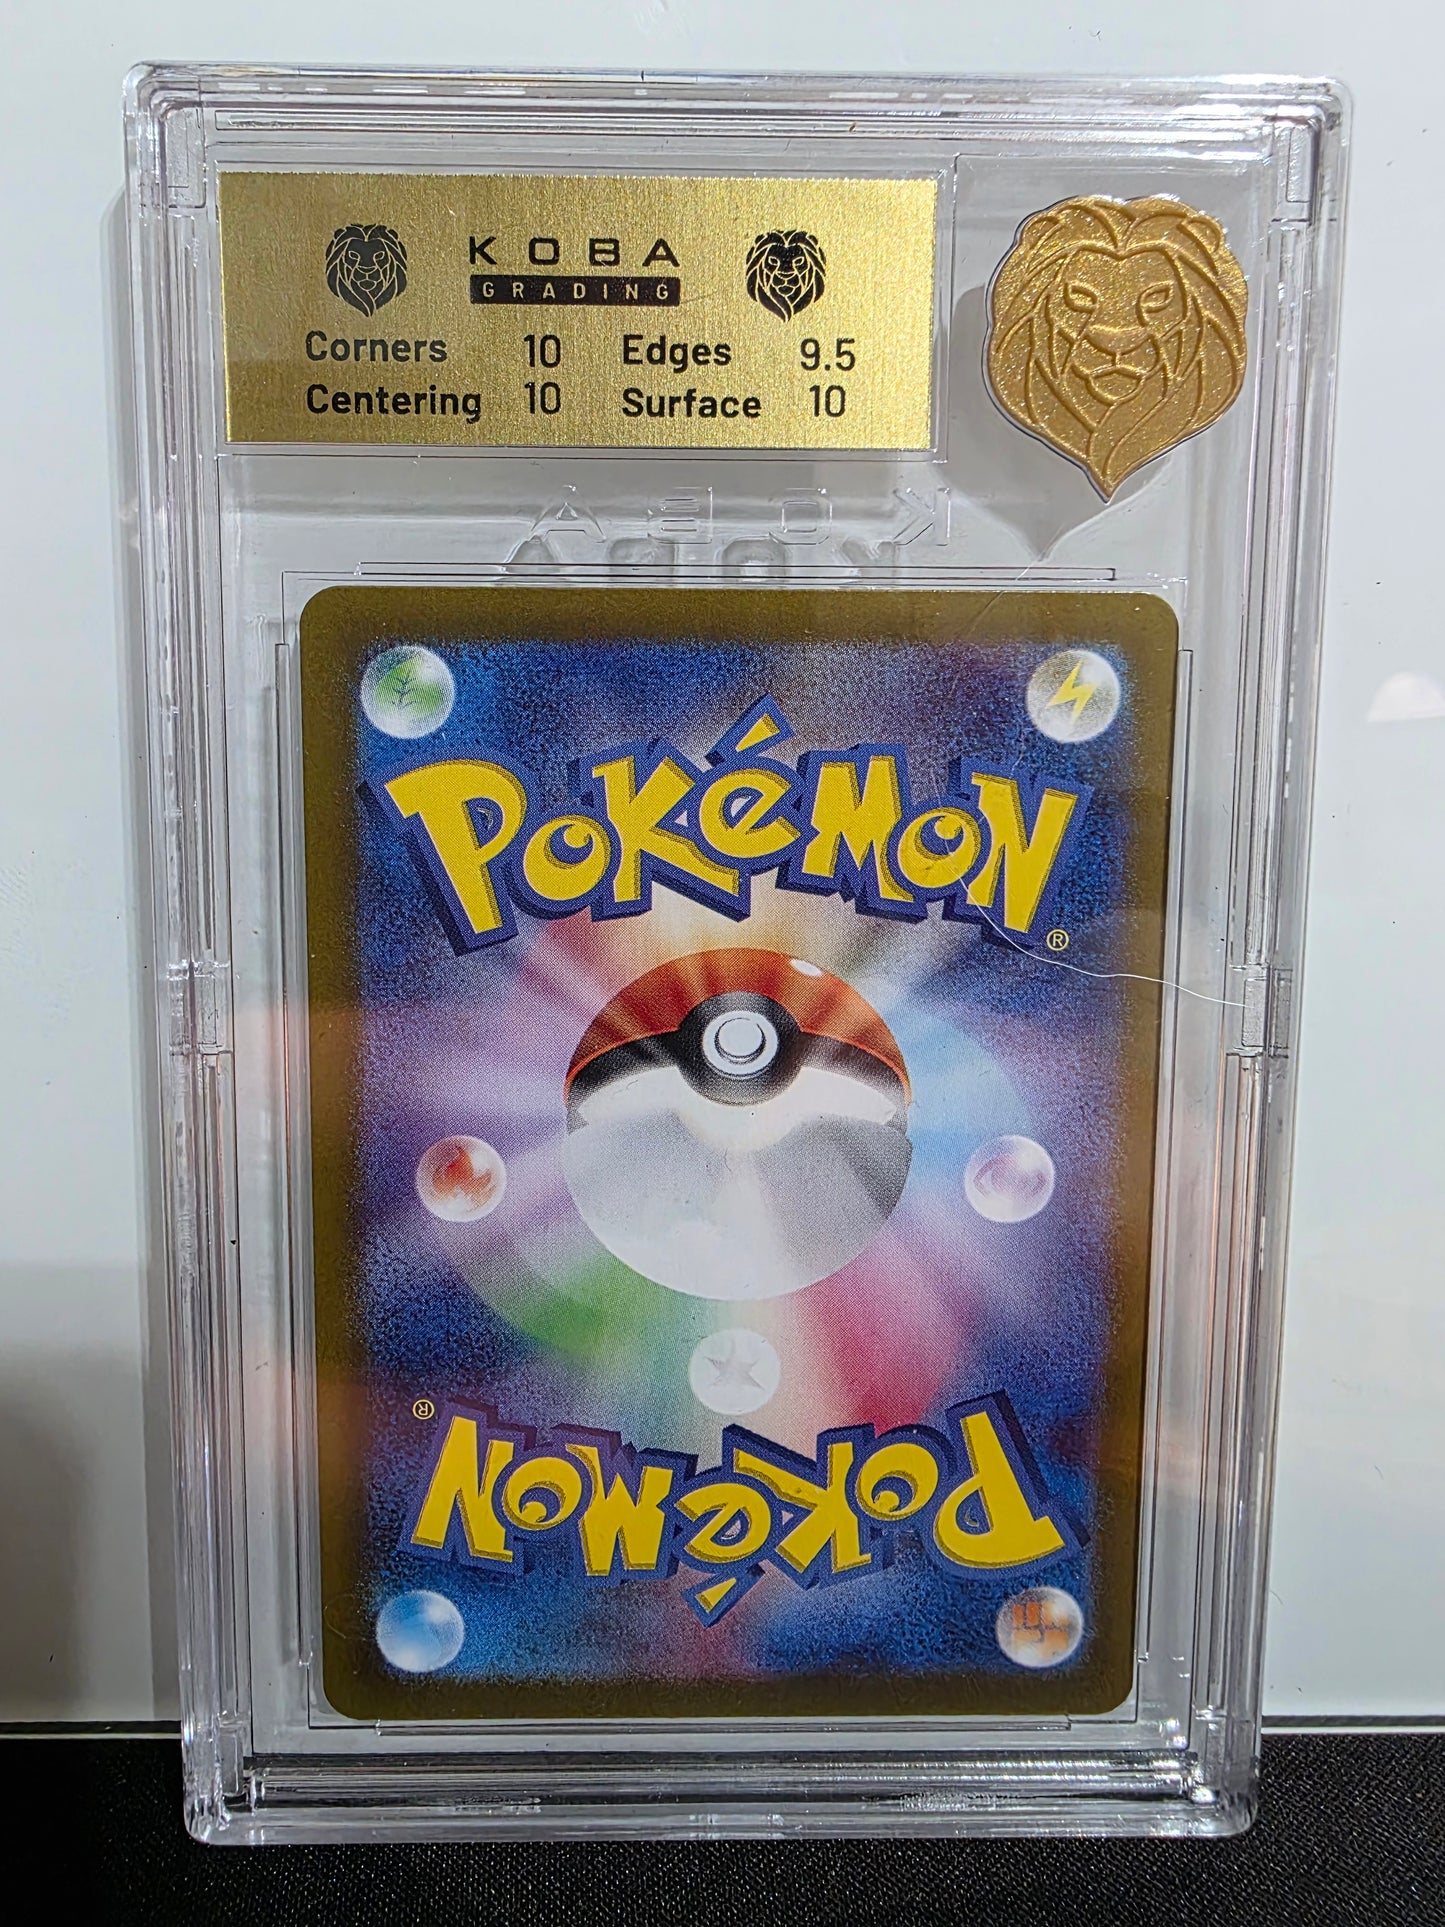 KOBA
GRADING
Corners 10 Edges 9.5
Centering 10 Surface 10
KOBA
POKéMON®
POKéMON®